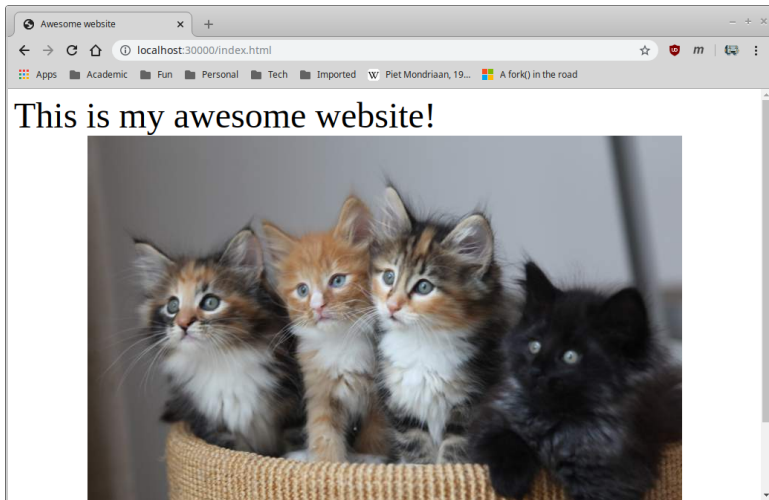 Awesome website
localhost:30000/index.html
Apps Academic Fun Personal Tech Imported W Piet Mondriaan, 19... A fork() in the road
This is my awesome website!